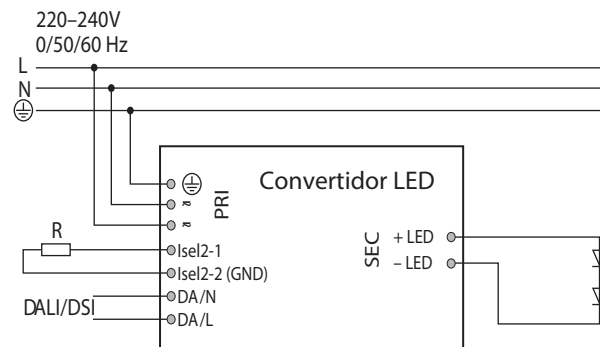 220–240V
0/50/60 Hz
L
N
Convertidor LED
PRI
~
~
R
Isel2-1
Isel2-2 (GND)
DALI/DSI
DA/N
DA/L
SEC
+ LED
– LED